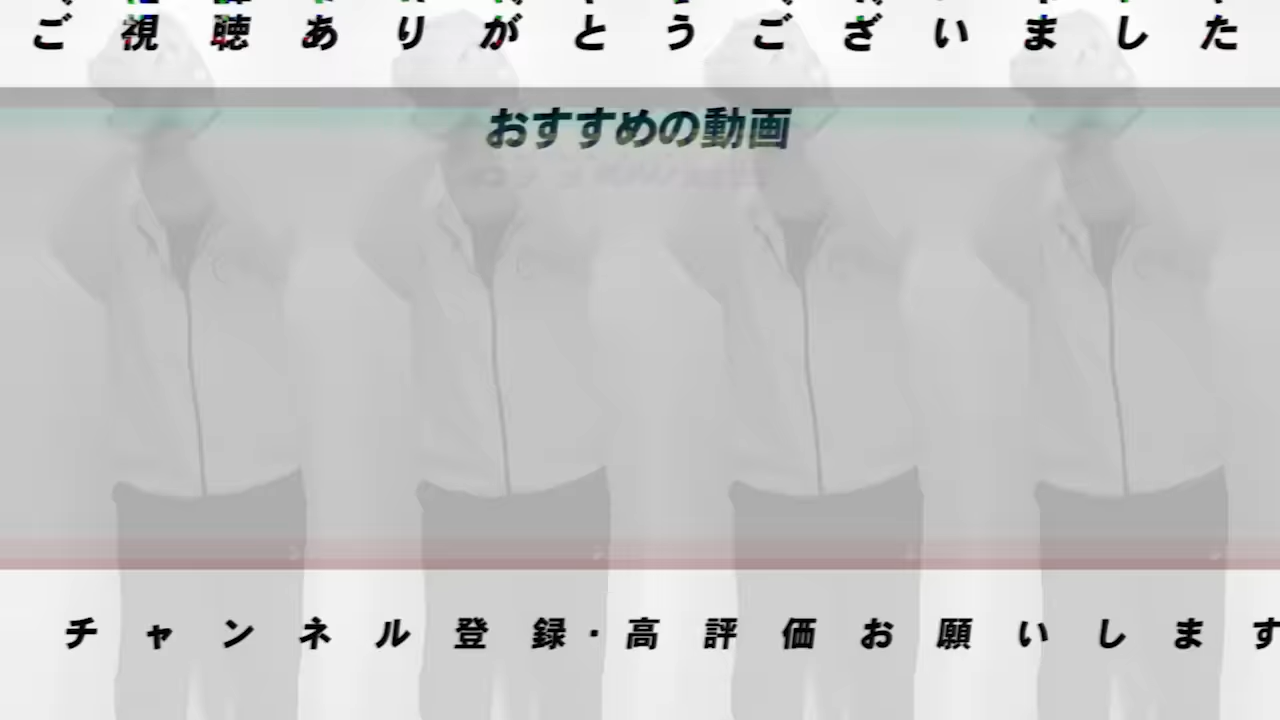 ご視聴ありがとうございました
おすすめの動画
チャンネル登録・高評価お願いします